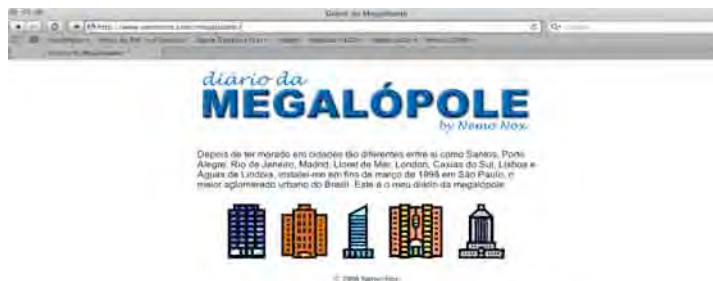 Diário da Megalópole
diário da
MEGALÓPOLE
by Nemo Nox
Depois de ter morado em cidades tão diferentes entre si como Santos, Porto
Alegre, Rio de Janeiro, Madrid, Lloret de Mar, London, Caxias do Sul, Lisboa e
Águas de Lindóia, instalei-me em fins de março de 1998 em São Paulo, o
maior aglomerado urbano do Brasil. Este é o meu diário da megalópole.
© 1998 Nemo Nox